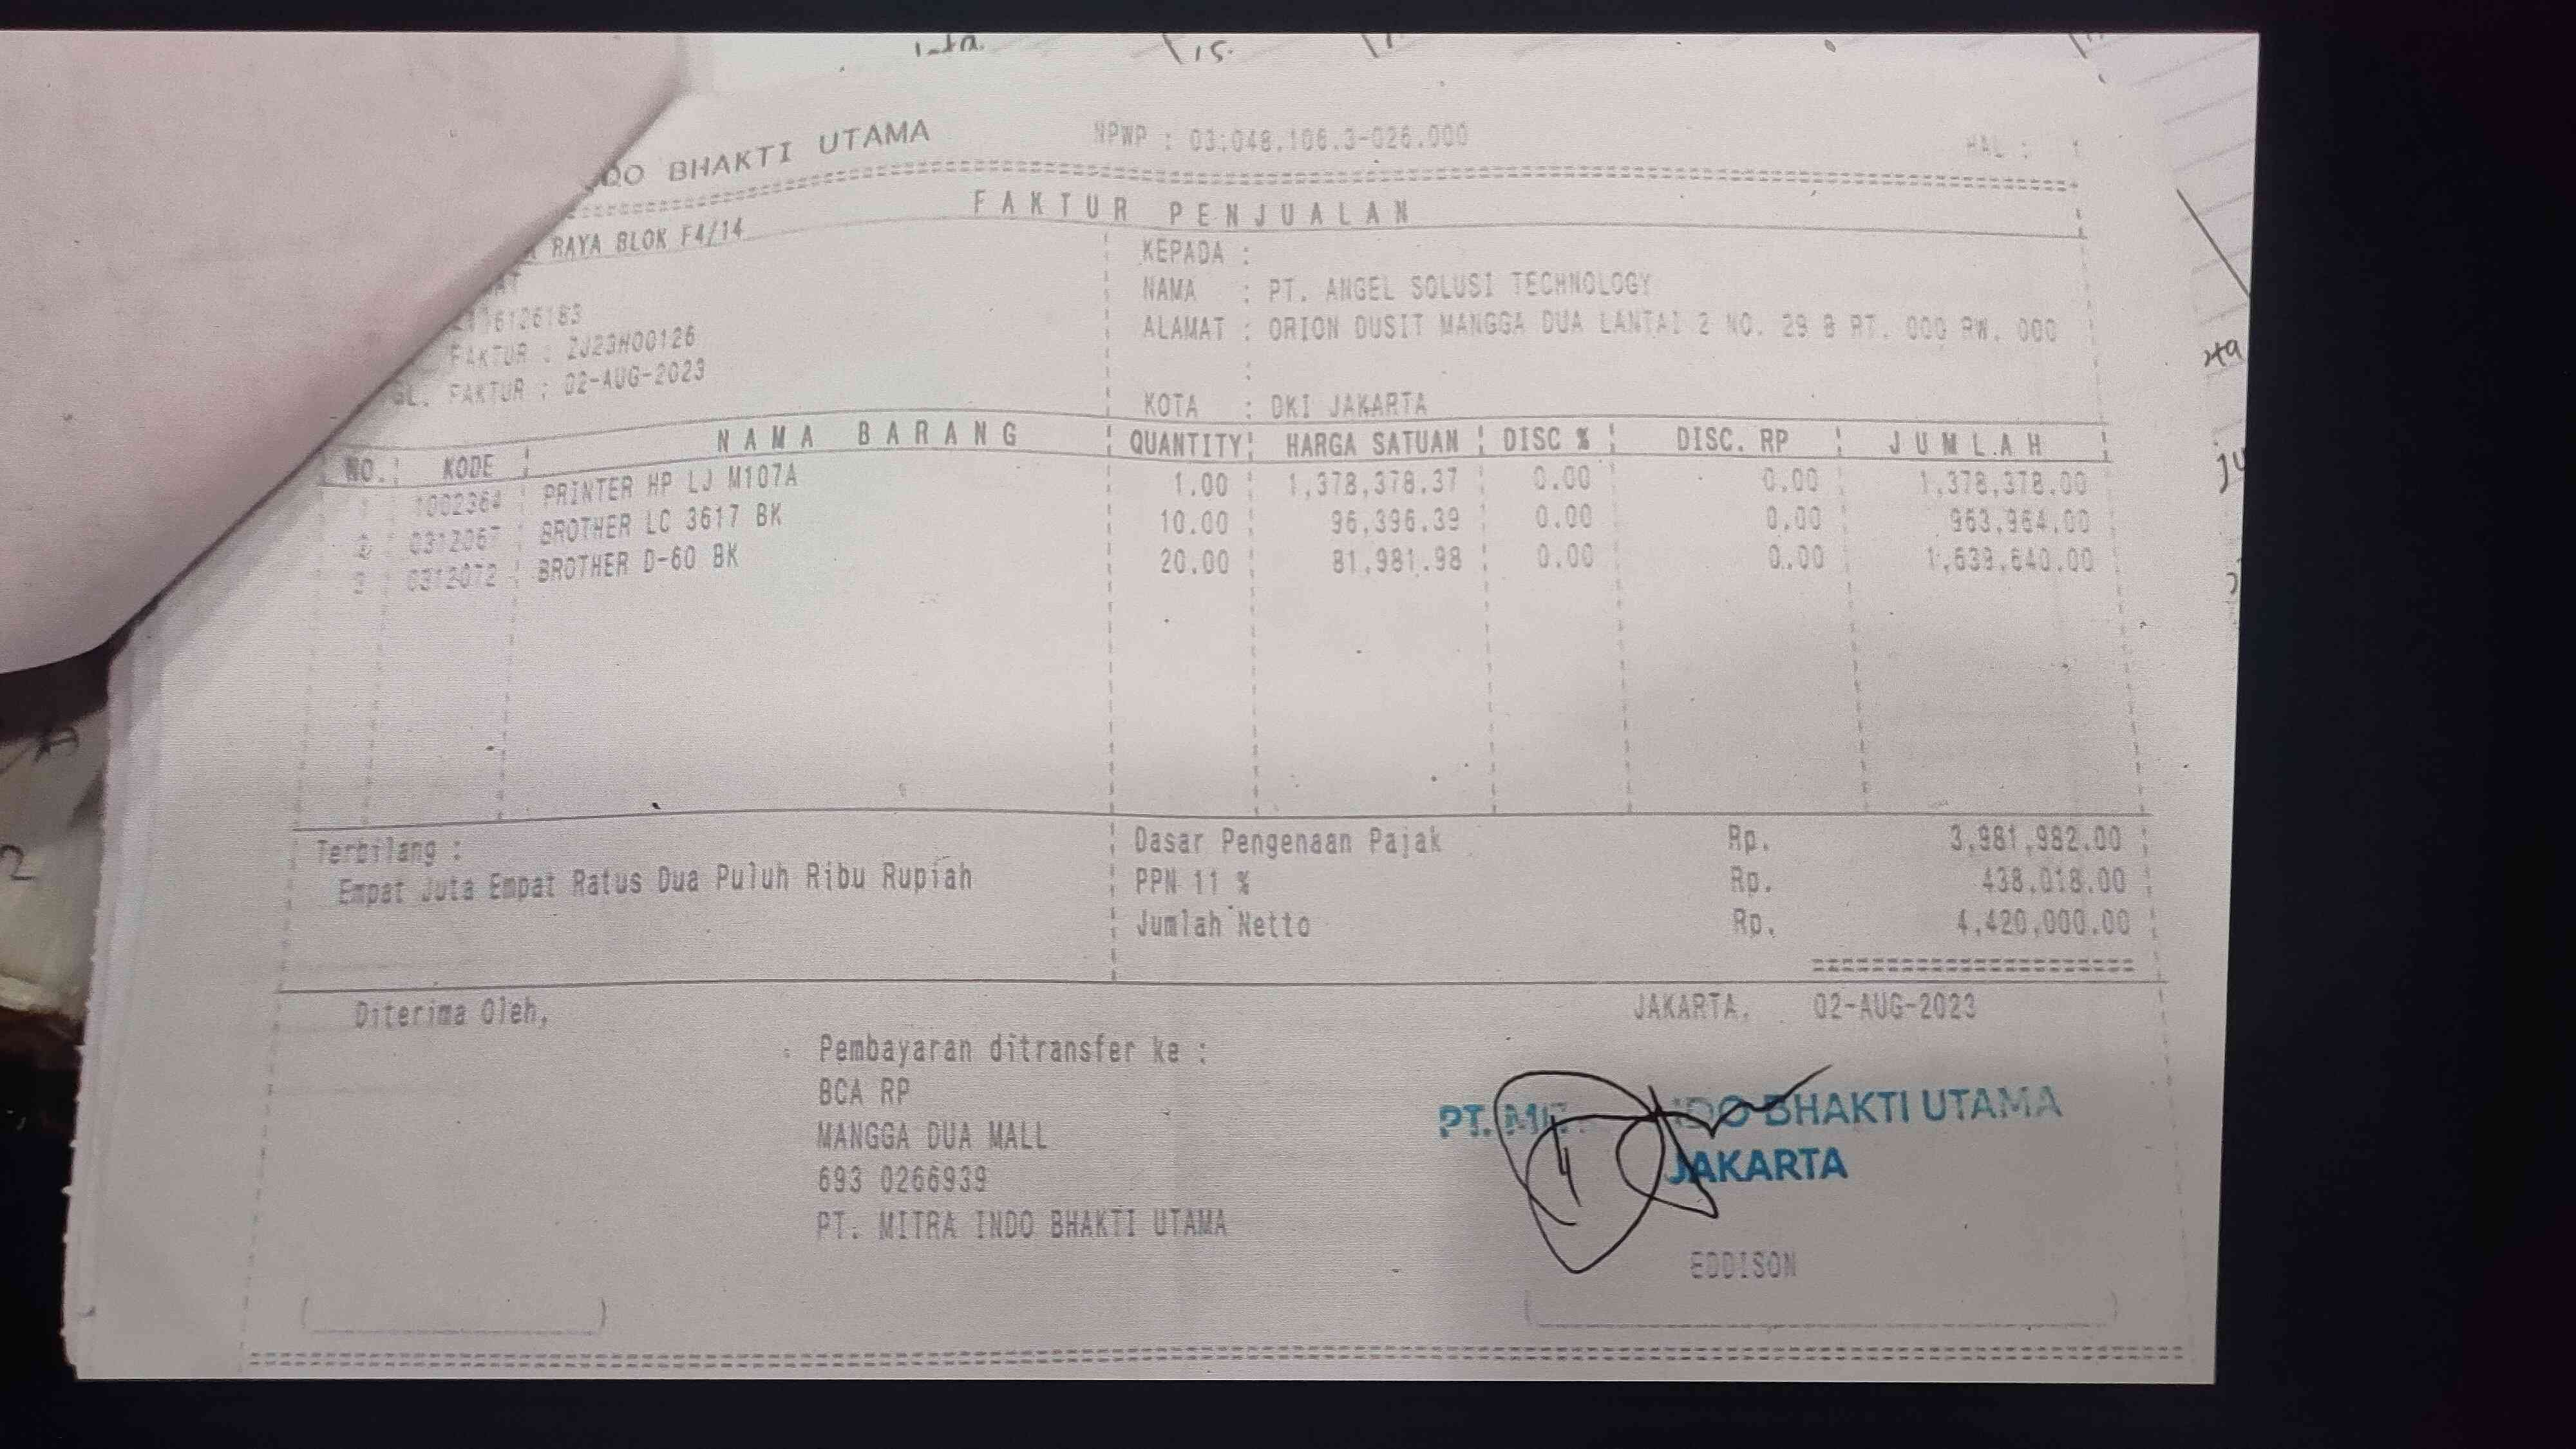 DO BHAKTI UTAMA NPWP : 03.048.106.3-026.000 HAL :
FAKTUR PENJUALAN
RAYA BLOK F4/14
KEPADA :
6126183
NAMA : PT. ANGEL SOLUSI TECHNOLOGY
FAKTUR : ZJ23H00126
ALAMAT : ORION DUSIT MANGGA DUA LANTAI 2 NO. 29 B RT. 000 RW. 000
GL. FAKTUR : 02-AUG-2023
:
KOTA : DKI JAKARTA
NO. KODE NAMA BARANG QUANTITY HARGA SATUAN DISC % DISC. RP JUMLAH
1 1002364 PRINTER HP LJ M107A 1.00 1,378,378.37 0.00 0.00 1,378,378.00
2 0312067 BROTHER LC 3617 BK 10.00 96,396.39 0.00 0.00 963,964.00
3 0312072 BROTHER D-60 BK 20.00 81,981.98 0.00 0.00 1,639,640.00
Terbilang :
Empat Juta Empat Ratus Dua Puluh Ribu Rupiah
Dasar Pengenaan Pajak Rp. 3,981,982.00
PPN 11 % Rp. 438,018.00
Jumlah Netto Rp. 4,420,000.00
Diterima Oleh,
JAKARTA, 02-AUG-2023
Pembayaran ditransfer ke :
BCA RP
MANGGA DUA MALL
693 0266939
PT. MITRA INDO BHAKTI UTAMA
PT. MI NDO BHAKTI UTAMA
JAKARTA
EDDISON